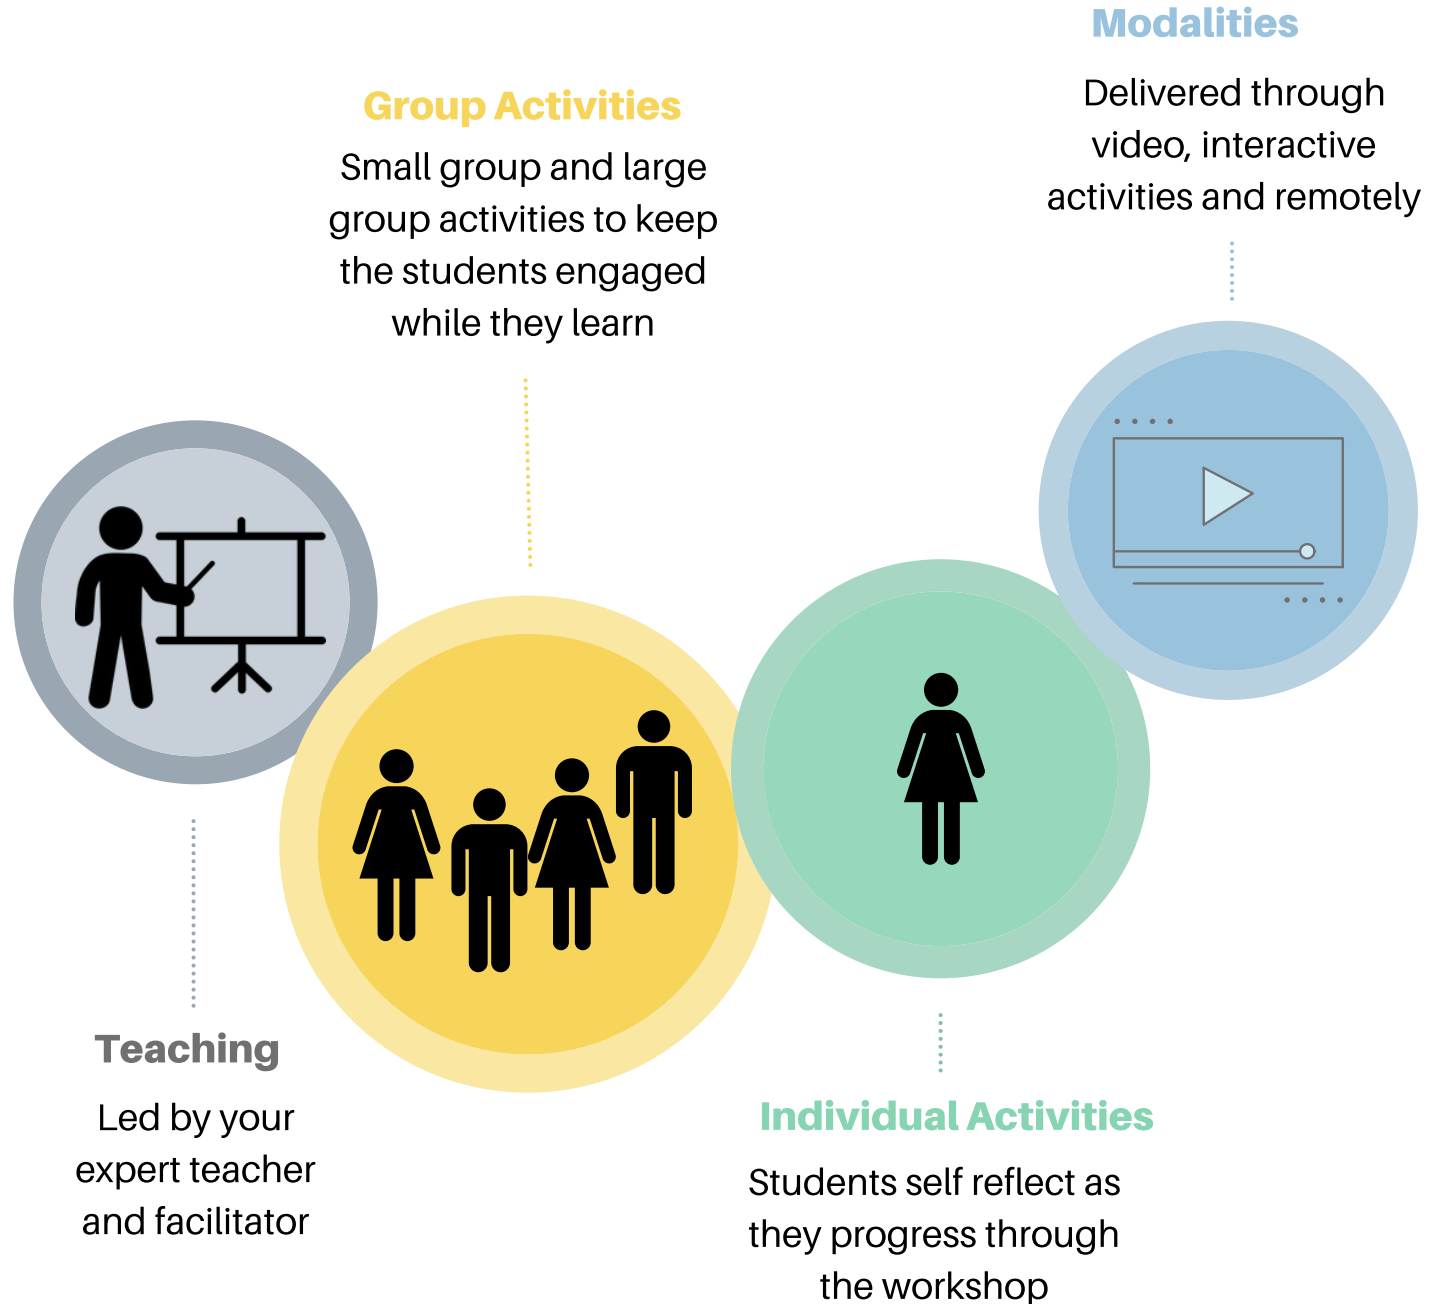 Modalities
Delivered through
video, interactive
activities and remotely
Group Activities
Small group and large
group activities to keep
the students engaged
while they learn
Teaching
Led by your
expert teacher
and facilitator
Individual Activities
Students self reflect as
they progress through
the workshop